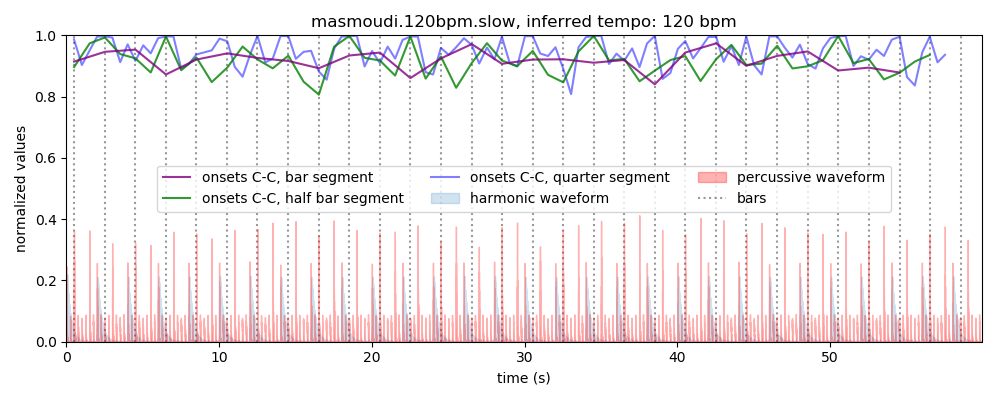 masmoudi.120bpm.slow, inferred tempo: 120 bpm
1.0
0.8
0.6
0.4
0.2
0.0
normalized values
onsets C-C, bar segment
onsets C-C, half bar segment
onsets C-C, quarter segment
harmonic waveform
percussive waveform
bars
0 10 20 30 40 50
time (s)